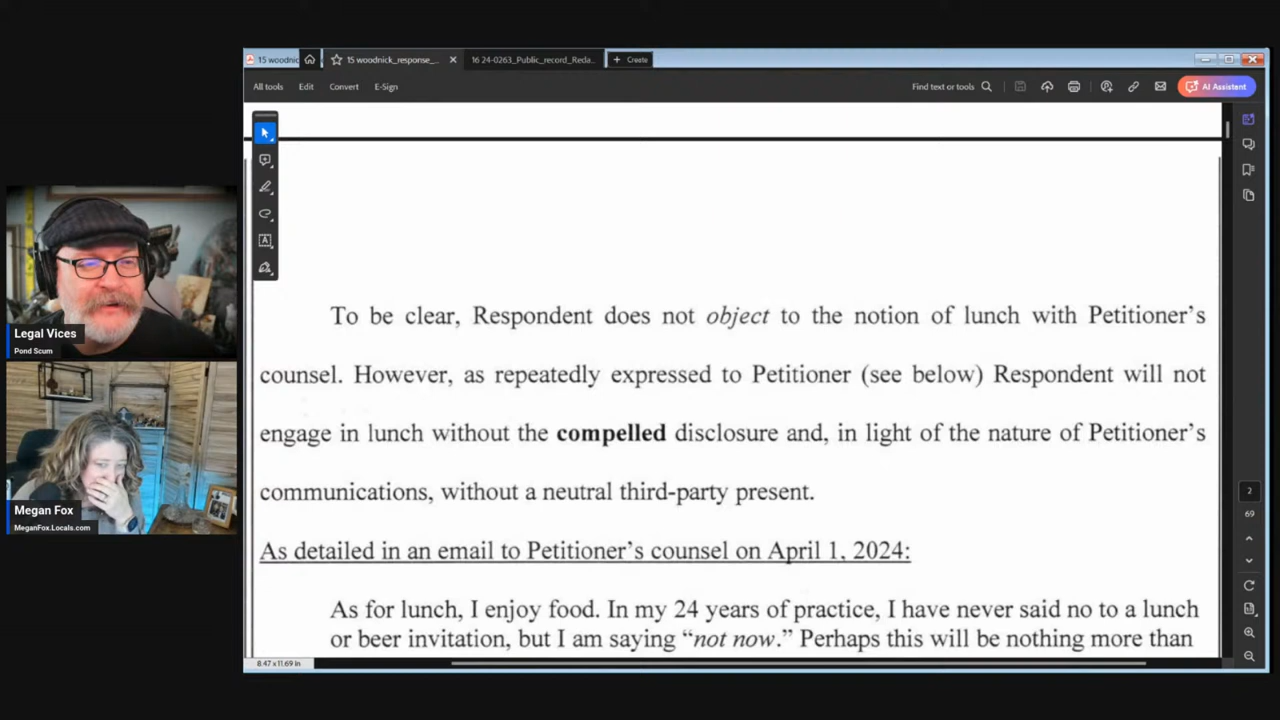 15 woodnic
15 woodnick_response_...
16 24-0263_Public_record_Reda...
+ Create
All tools
Edit
Convert
E-Sign
Find text or tools
AI Assistant
To be clear, Respondent does not object to the notion of lunch with Petitioner's
counsel. However, as repeatedly expressed to Petitioner (see below) Respondent will not
engage in lunch without the compelled disclosure and, in light of the nature of Petitioner's
communications, without a neutral third-party present.
As detailed in an email to Petitioner's counsel on April 1, 2024:
As for lunch, I enjoy food. In my 24 years of practice, I have never said no to a lunch
or beer invitation, but I am saying "not now." Perhaps this will be nothing more than
2
69
8.47 x 11.69 in
Legal Vices
Pond Scum
Megan Fox
MeganFox.Locals.com